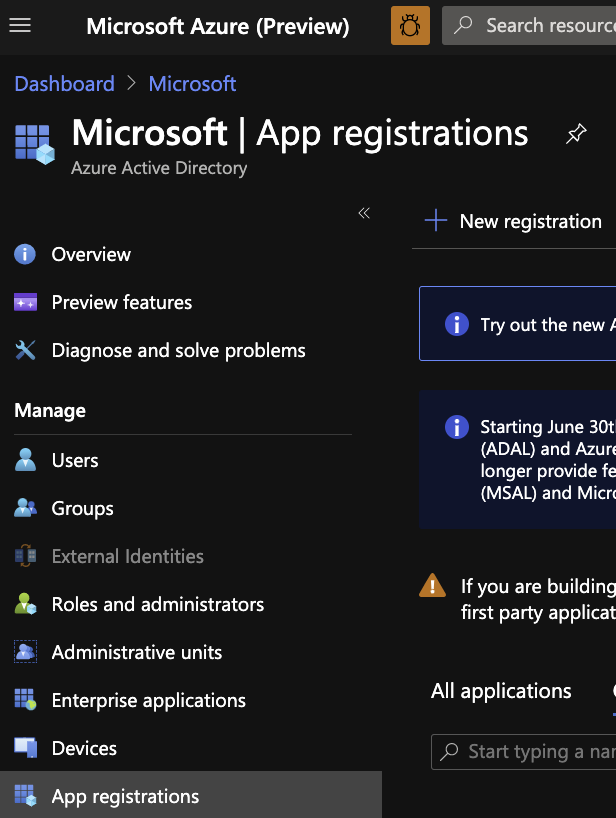 Microsoft Azure (Preview)
Search resource
Dashboard > Microsoft
Microsoft | App registrations
Azure Active Directory
«
Overview
Preview features
Diagnose and solve problems
Manage
Users
Groups
External Identities
Roles and administrators
Administrative units
Enterprise applications
Devices
App registrations
+ New registration
Try out the new A
Starting June 30t
(ADAL) and Azure
longer provide fe
(MSAL) and Micro
If you are building
first party applicat
All applications
Start typing a nar